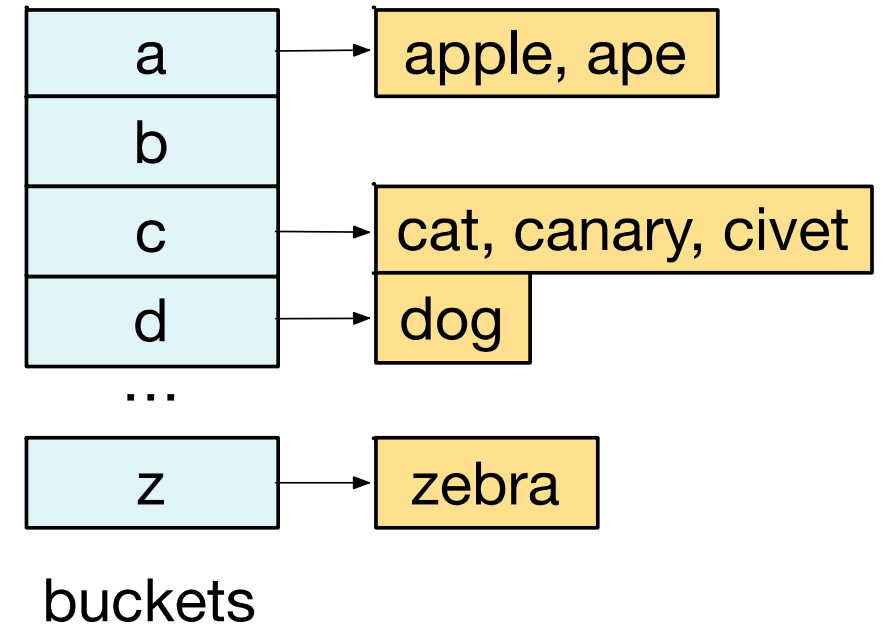 a apple, ape
b
c cat, canary, civet
d dog
...
z zebra
buckets